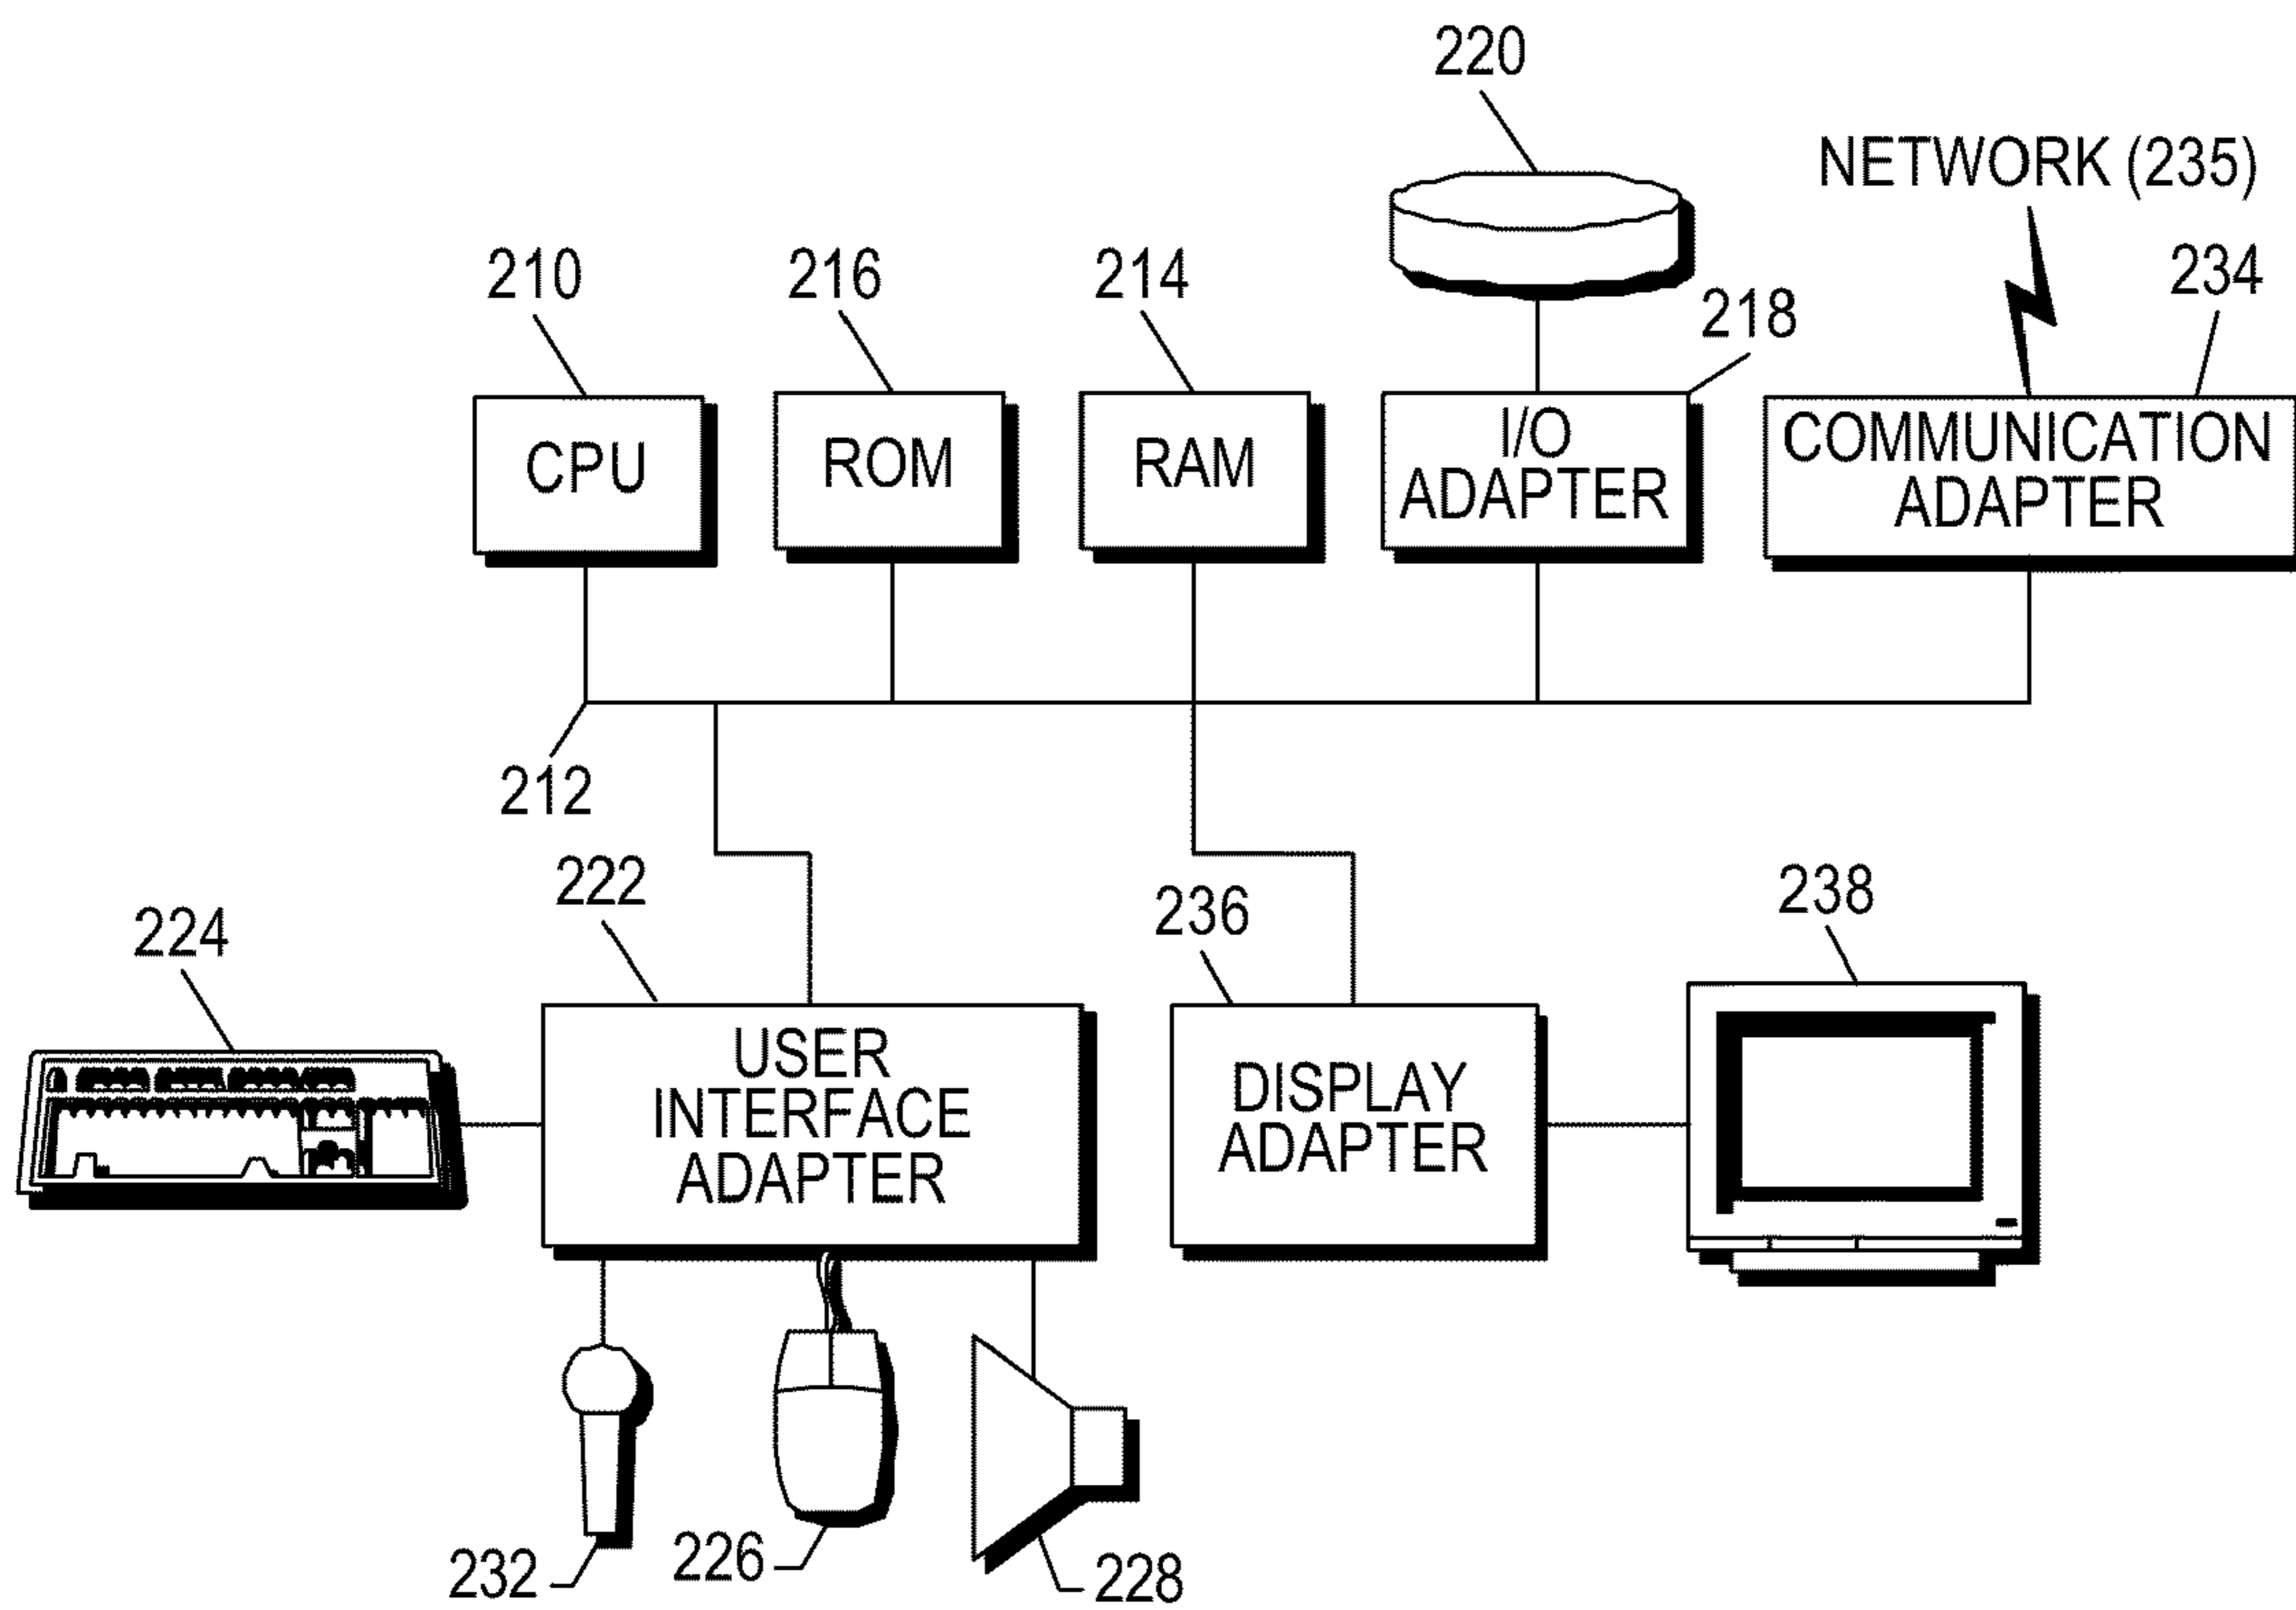 220
NETWORK (235)
210
216
214
218
234
CPU
ROM
RAM
I/O
ADAPTER
COMMUNICATION
ADAPTER
212
222
224
236
238
USER
INTERFACE
ADAPTER
DISPLAY
ADAPTER
232
226
228